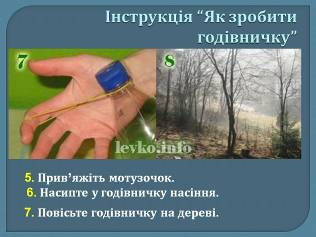 Інструкція “Як зробити
годівничку”
7
8
levko.info
5. Прив’яжіть мотузочок.
6. Насипте у годівничку насіння.
7. Повісьте годівничку на дереві.